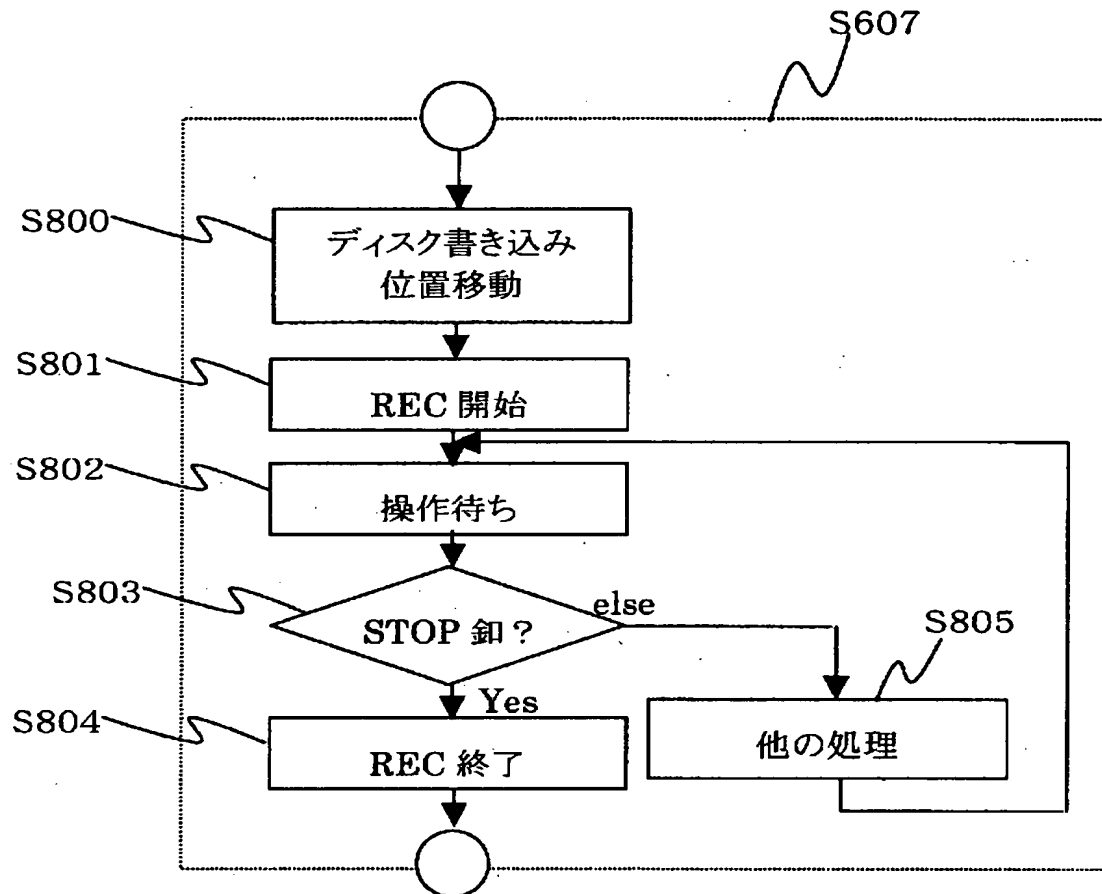 S607
S800
ディスク書き込み
位置移動
S801
REC 開始
S802
操作待ち
S803
STOP 釦？
else
S805
Yes
S804
REC 終了
他の処理